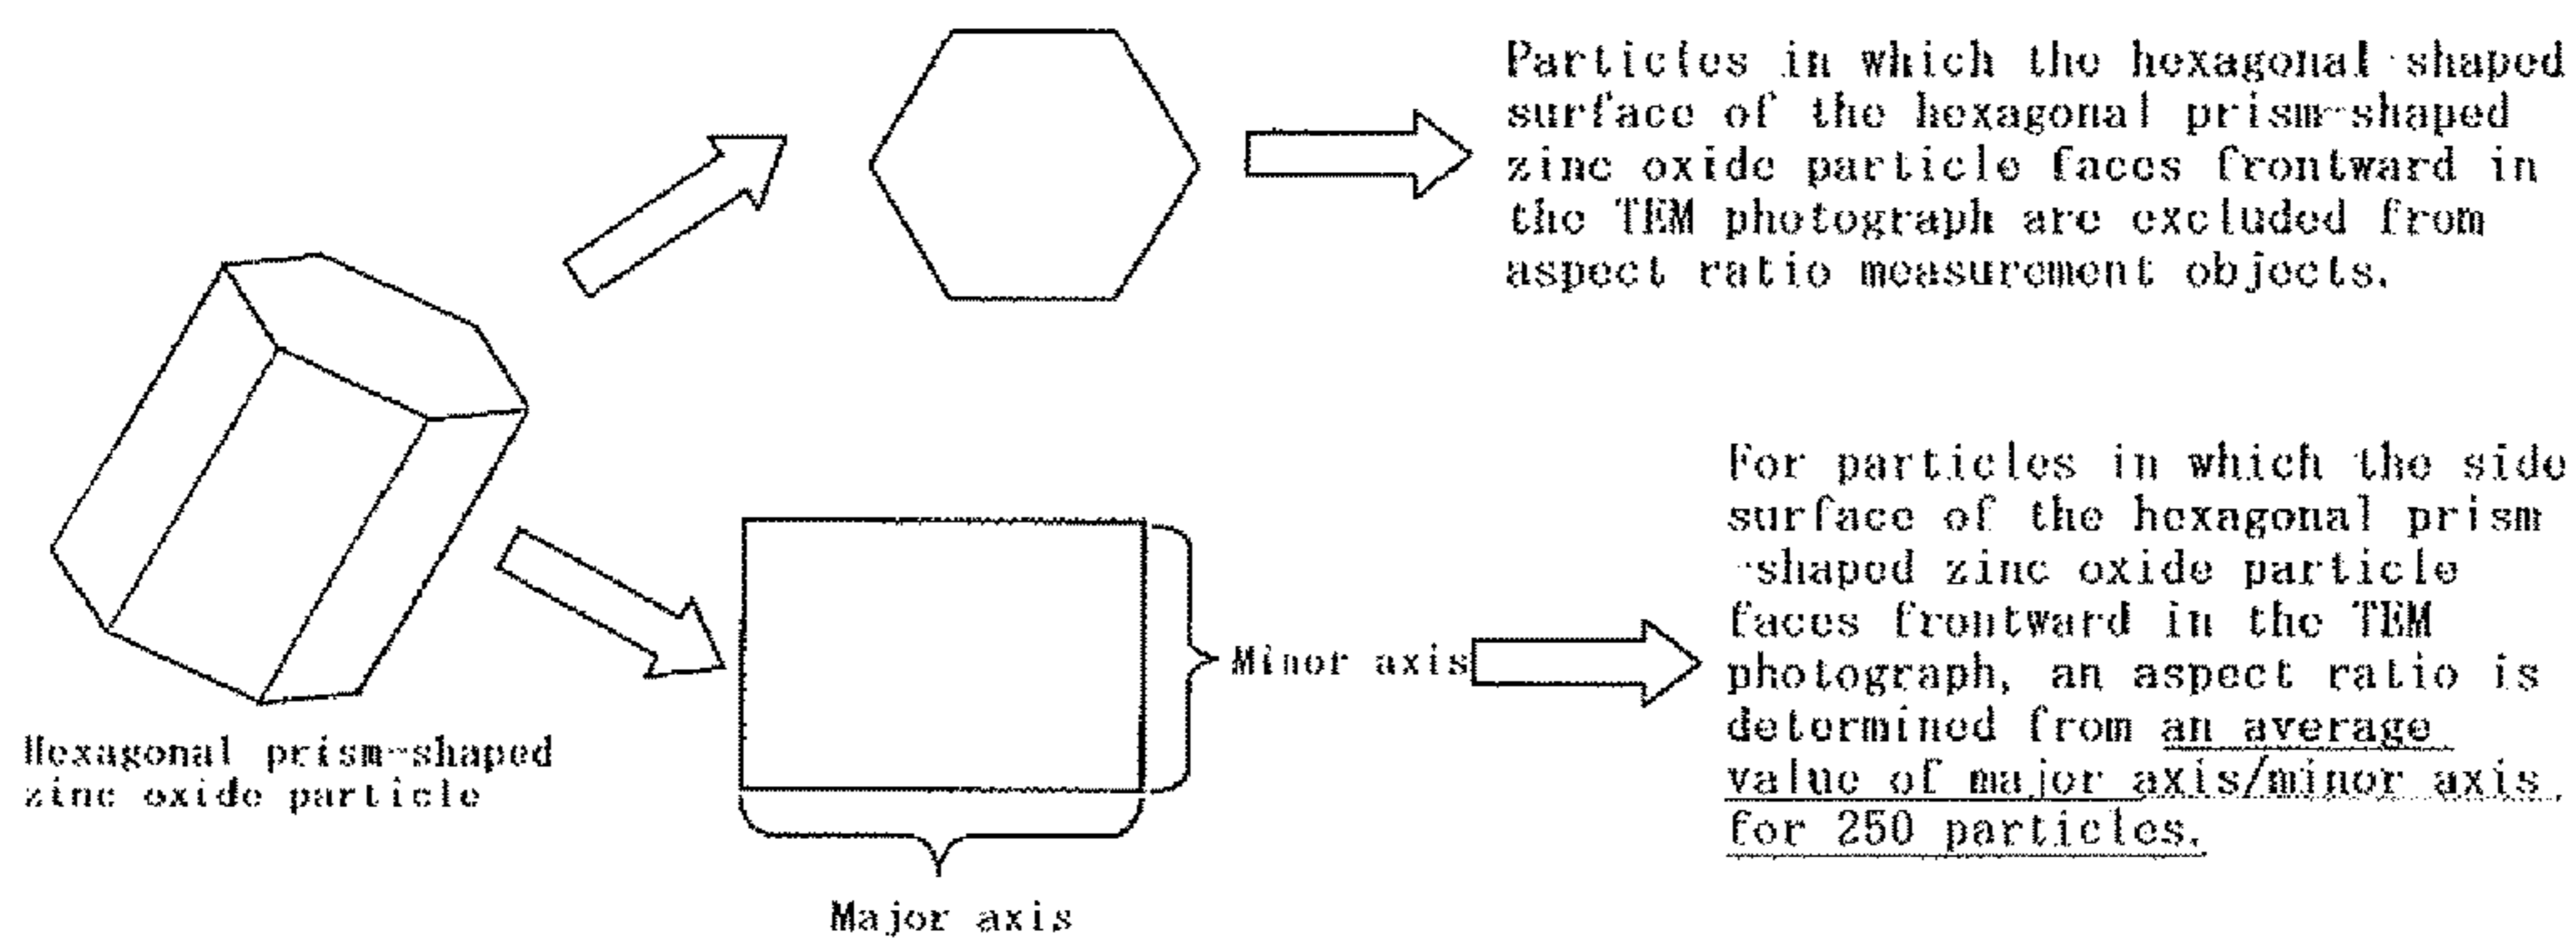 Particles in which the hexagonal-shaped
surface of the hexagonal prism-shaped
zinc oxide particle faces frontward in
the TEM photograph are excluded from
aspect ratio measurement objects.
For particles in which the side
surface of the hexagonal prism
-shaped zinc oxide particle
faces frontward in the TEM
photograph, an aspect ratio is
determined from an average
value of major axis/minor axis
for 250 particles.
Minor axis
Hexagonal prism-shaped
zinc oxide particle
Major axis